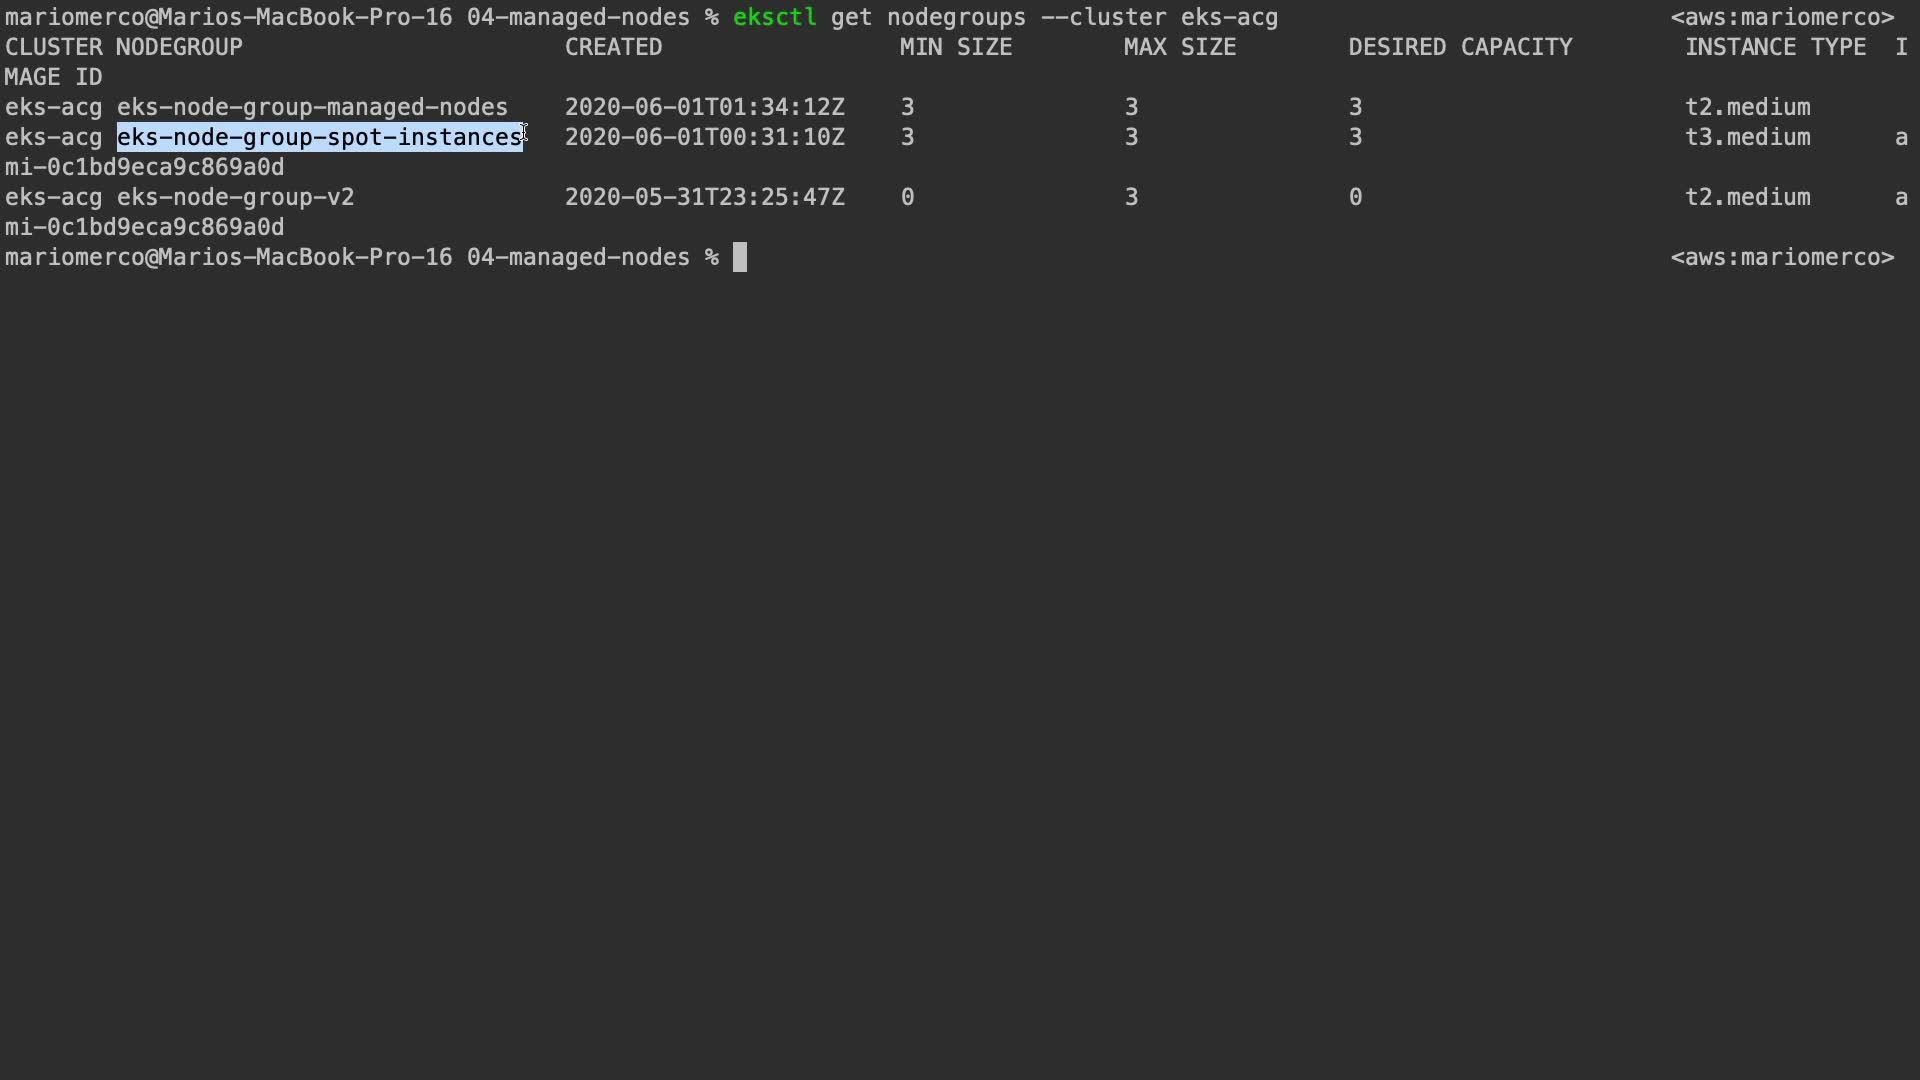 mariomerco@Marios-MacBook-Pro-16 04-managed-nodes % eksctl get nodegroups --cluster eks-acg <aws:mariomerco>
CLUSTER NODEGROUP CREATED MIN SIZE MAX SIZE DESIRED CAPACITY INSTANCE TYPE I
MAGE ID
eks-acg eks-node-group-managed-nodes 2020-06-01T01:34:12Z 3 3 3 t2.medium
eks-acg eks-node-group-spot-instances 2020-06-01T00:31:10Z 3 3 3 t3.medium a
mi-0c1bd9eca9c869a0d
eks-acg eks-node-group-v2 2020-05-31T23:25:47Z 0 3 0 t2.medium a
mi-0c1bd9eca9c869a0d
mariomerco@Marios-MacBook-Pro-16 04-managed-nodes % <aws:mariomerco>